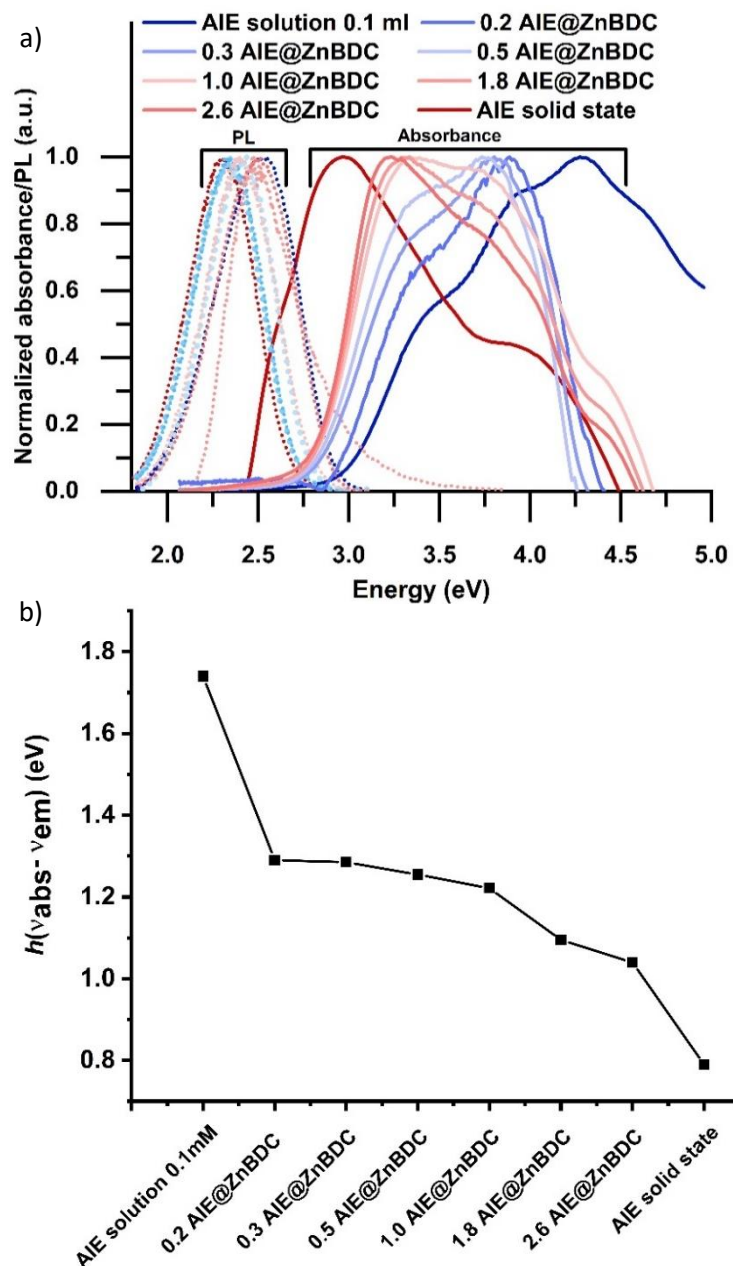 a)
AIE solution 0.1 ml 0.2 AIE@ZnBDC
0.3 AIE@ZnBDC 0.5 AIE@ZnBDC
1.0 AIE@ZnBDC 1.8 AIE@ZnBDC
2.6 AIE@ZnBDC AIE solid state
PL Absorbance
Normalized absorbance/PL (a.u.)
1.0
0.8
0.6
0.4
0.2
0.0
2.0 2.5 3.0 3.5 4.0 4.5 5.0
Energy (eV)
b)
h(νabs- νem) (eV)
1.8
1.6
1.4
1.2
1.0
0.8
AIE solution 0.1mM
0.2 AIE@ZnBDC
0.3 AIE@ZnBDC
0.5 AIE@ZnBDC
1.0 AIE@ZnBDC
1.8 AIE@ZnBDC
2.6 AIE@ZnBDC
AIE solid state